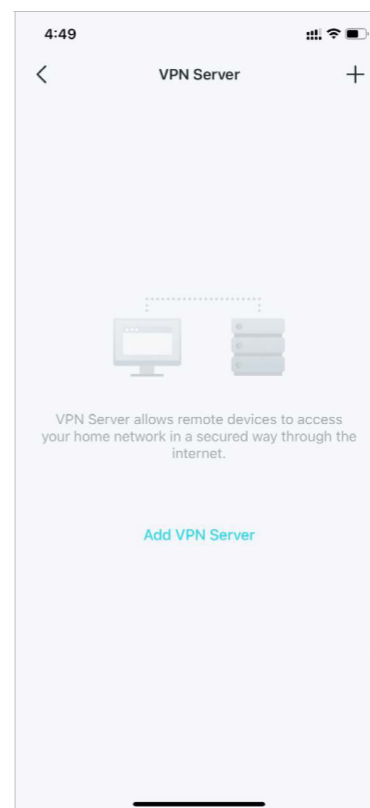 4:49
VPN Server
VPN Server allows remote devices to access
your home network in a secured way through the
internet.
Add VPN Server